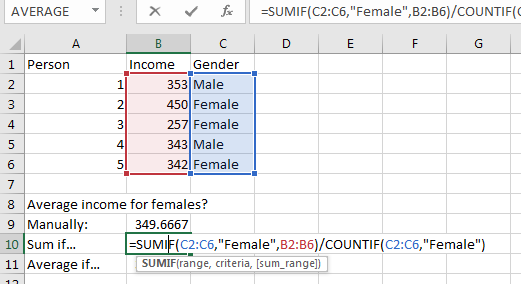 AVERAGE =SUMIF(C2:C6,"Female",B2:B6)/COUNTIF(C
A B C D E F G
1 Person Income Gender
2 1 353 Male
3 2 450 Female
4 3 257 Female
5 4 343 Male
6 5 342 Female
7
8 Average income for females?
9 Manually: 349.6667
10 Sum if... =SUMIF(C2:C6,"Female",B2:B6)/COUNTIF(C2:C6,"Female")
11 Average if... SUMIF(range, criteria, [sum_range])